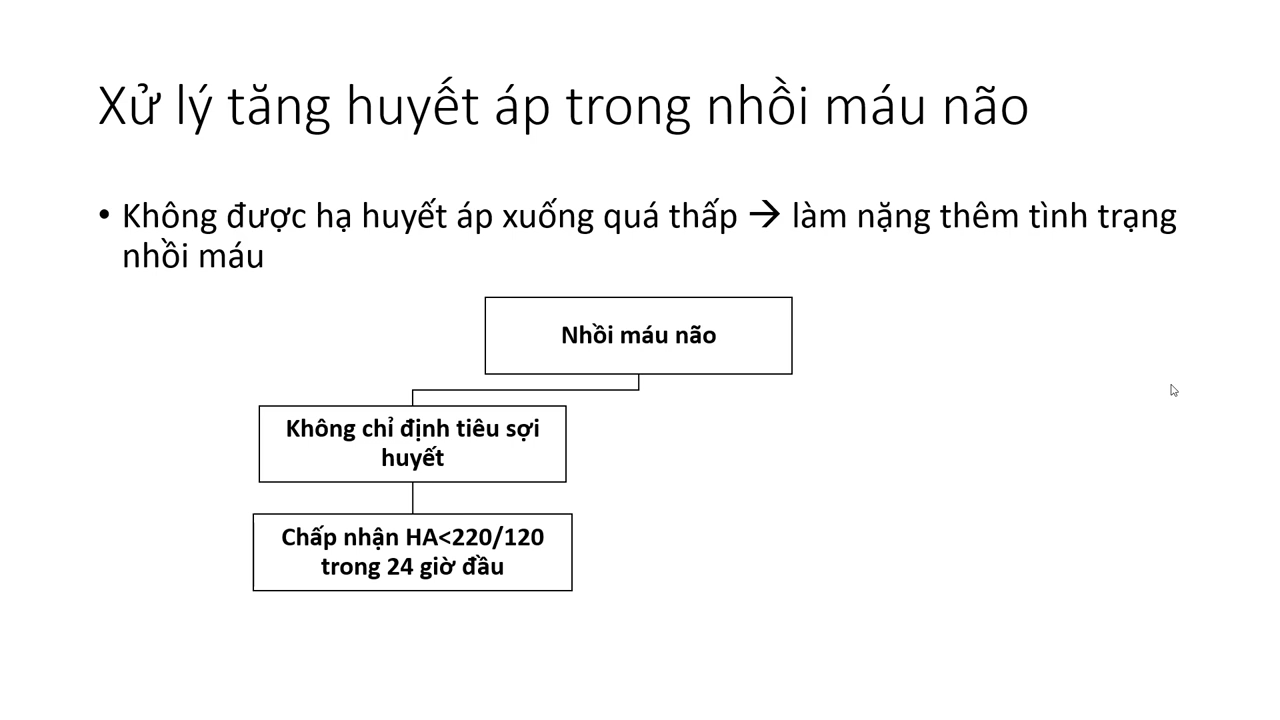 Xử lý tăng huyết áp trong nhồi máu não
• Không được hạ huyết áp xuống quá thấp → làm nặng thêm tình trạng
nhồi máu
Nhồi máu não
Không chỉ định tiêu sợi
huyết
Chấp nhận HA<220/120
trong 24 giờ đầu